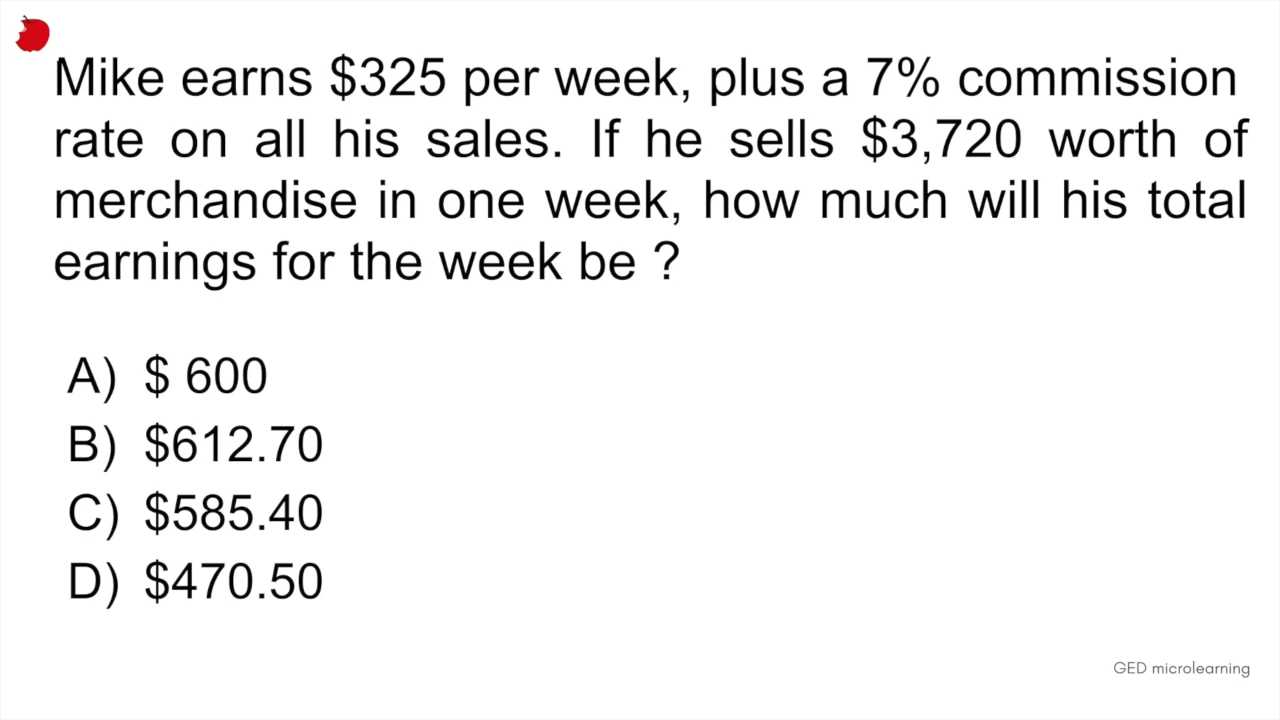 Mike earns $325 per week, plus a 7% commission
rate on all his sales. If he sells $3,720 worth of
merchandise in one week, how much will his total
earnings for the week be ?
A) $ 600
B) $612.70
C) $585.40
D) $470.50
GED microlearning